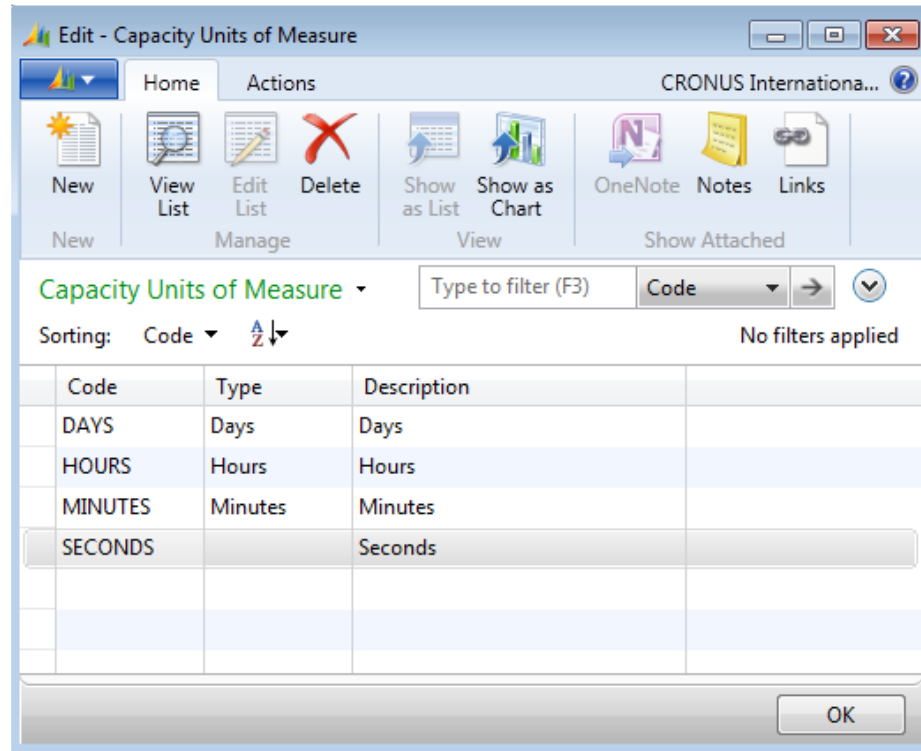 Edit - Capacity Units of Measure
Home Actions CRONUS Internationa...
New View List Edit List Delete Show as List Show as Chart OneNote Notes Links
New Manage View Show Attached
Capacity Units of Measure Type to filter (F3) Code
Sorting: Code No filters applied
Code Type Description
DAYS Days Days
HOURS Hours Hours
MINUTES Minutes Minutes
SECONDS Seconds
OK